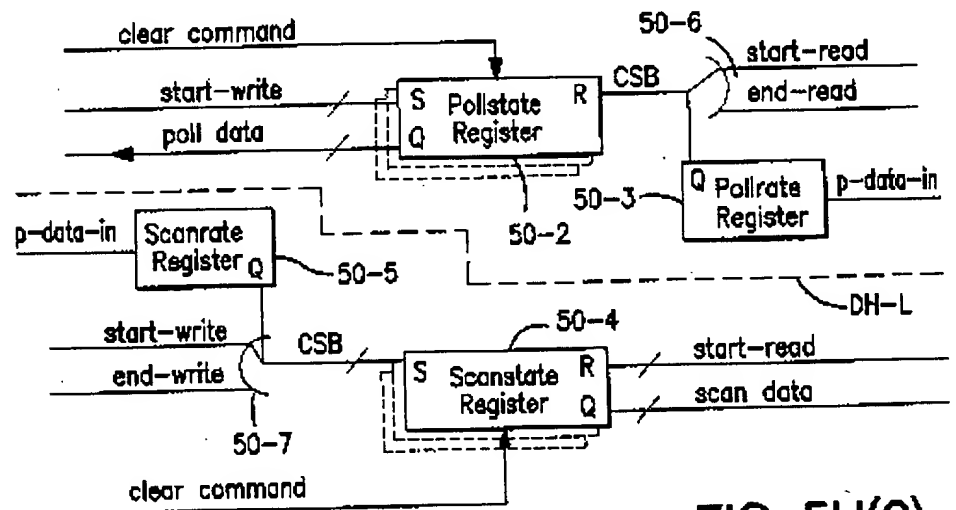 clear command
50-6
start-write
CSB
start-read
S
Pollstate
Register
R
end-read
poll data
Q
50-2
50-3
Q
Pollrate
Register
p-data-in
p-data-in
Scanrate
Register
Q
50-5
DH-L
start-write
CSB
50-4
start-read
end-write
S
Scanstate
Register
R
Q
scan data
50-7
clear command